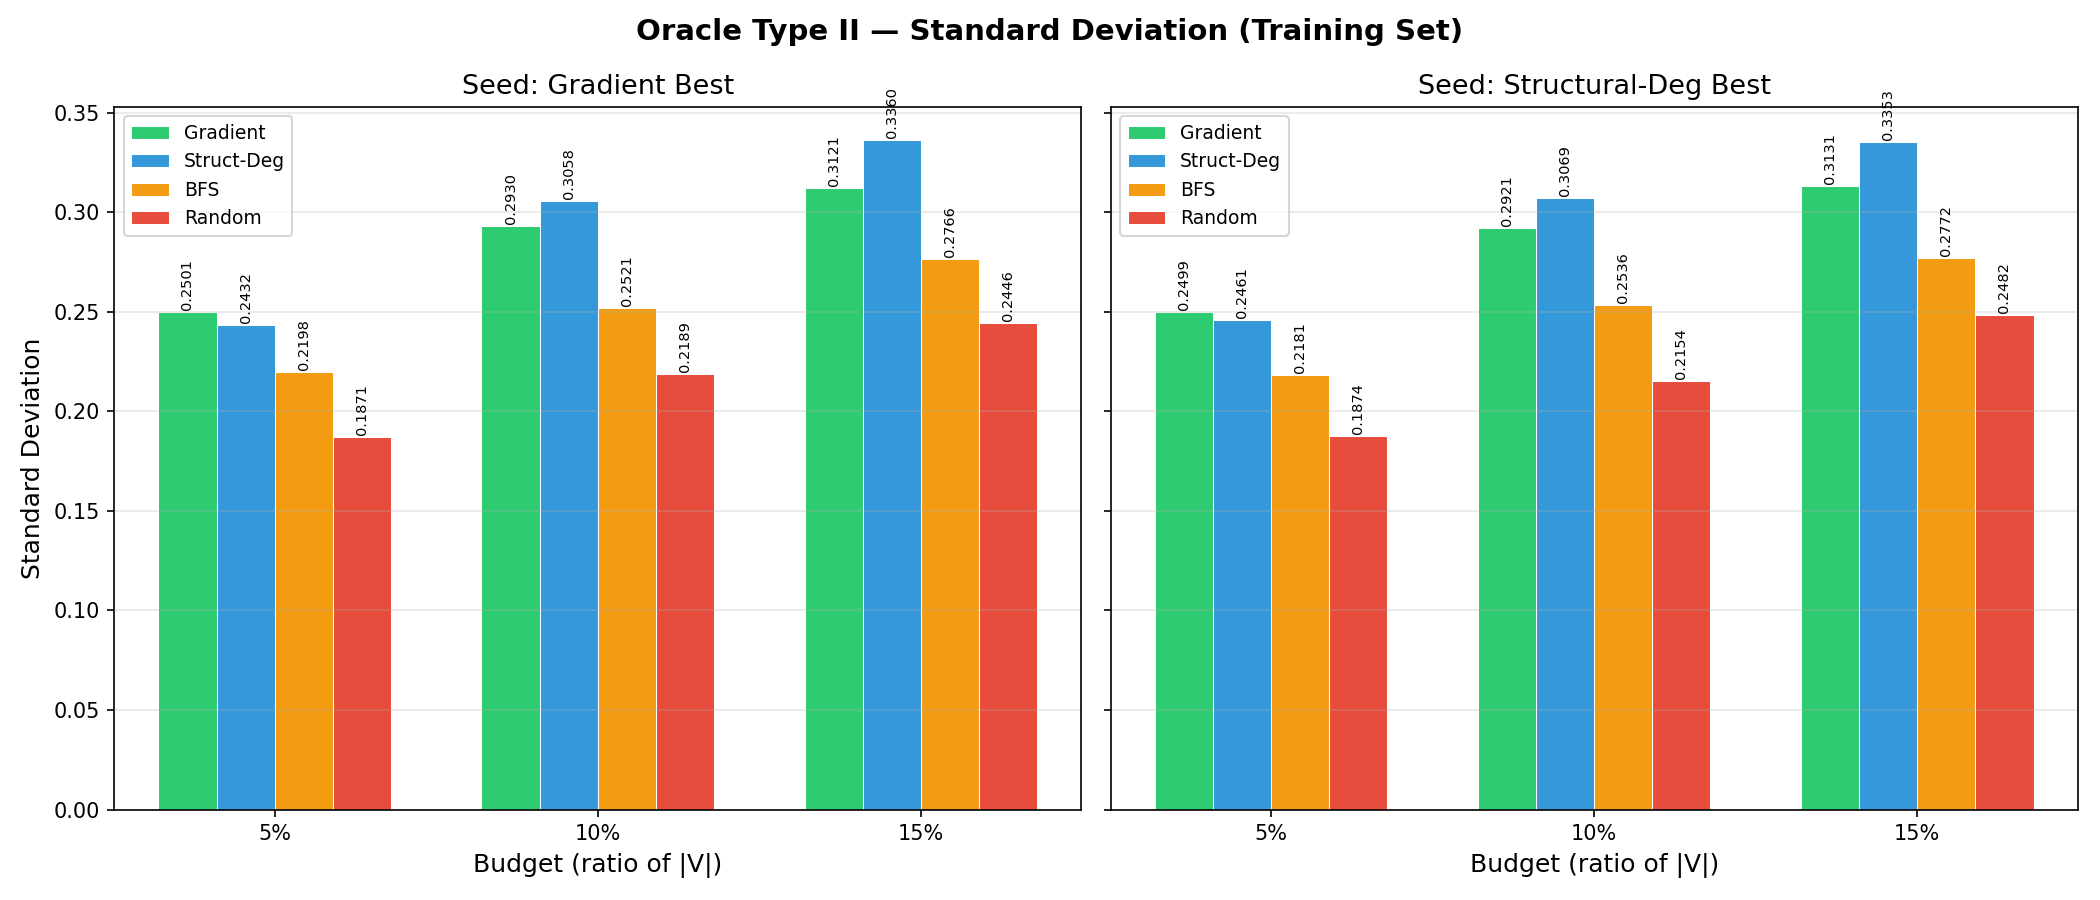 Oracle Type II — Standard Deviation (Training Set)
Seed: Gradient Best
Standard Deviation
0.35
0.30
0.25
0.20
0.15
0.10
0.05
0.00
Gradient
Struct-Deg
BFS
Random
0.2501
0.2432
0.2198
0.1871
0.2930
0.3058
0.2521
0.2189
0.3121
0.3360
0.2766
0.2446
5%
10%
15%
Budget (ratio of |V|)
Seed: Structural-Deg Best
Gradient
Struct-Deg
BFS
Random
0.2499
0.2461
0.2181
0.1874
0.2921
0.3069
0.2536
0.2154
0.3131
0.3353
0.2772
0.2482
5%
10%
15%
Budget (ratio of |V|)